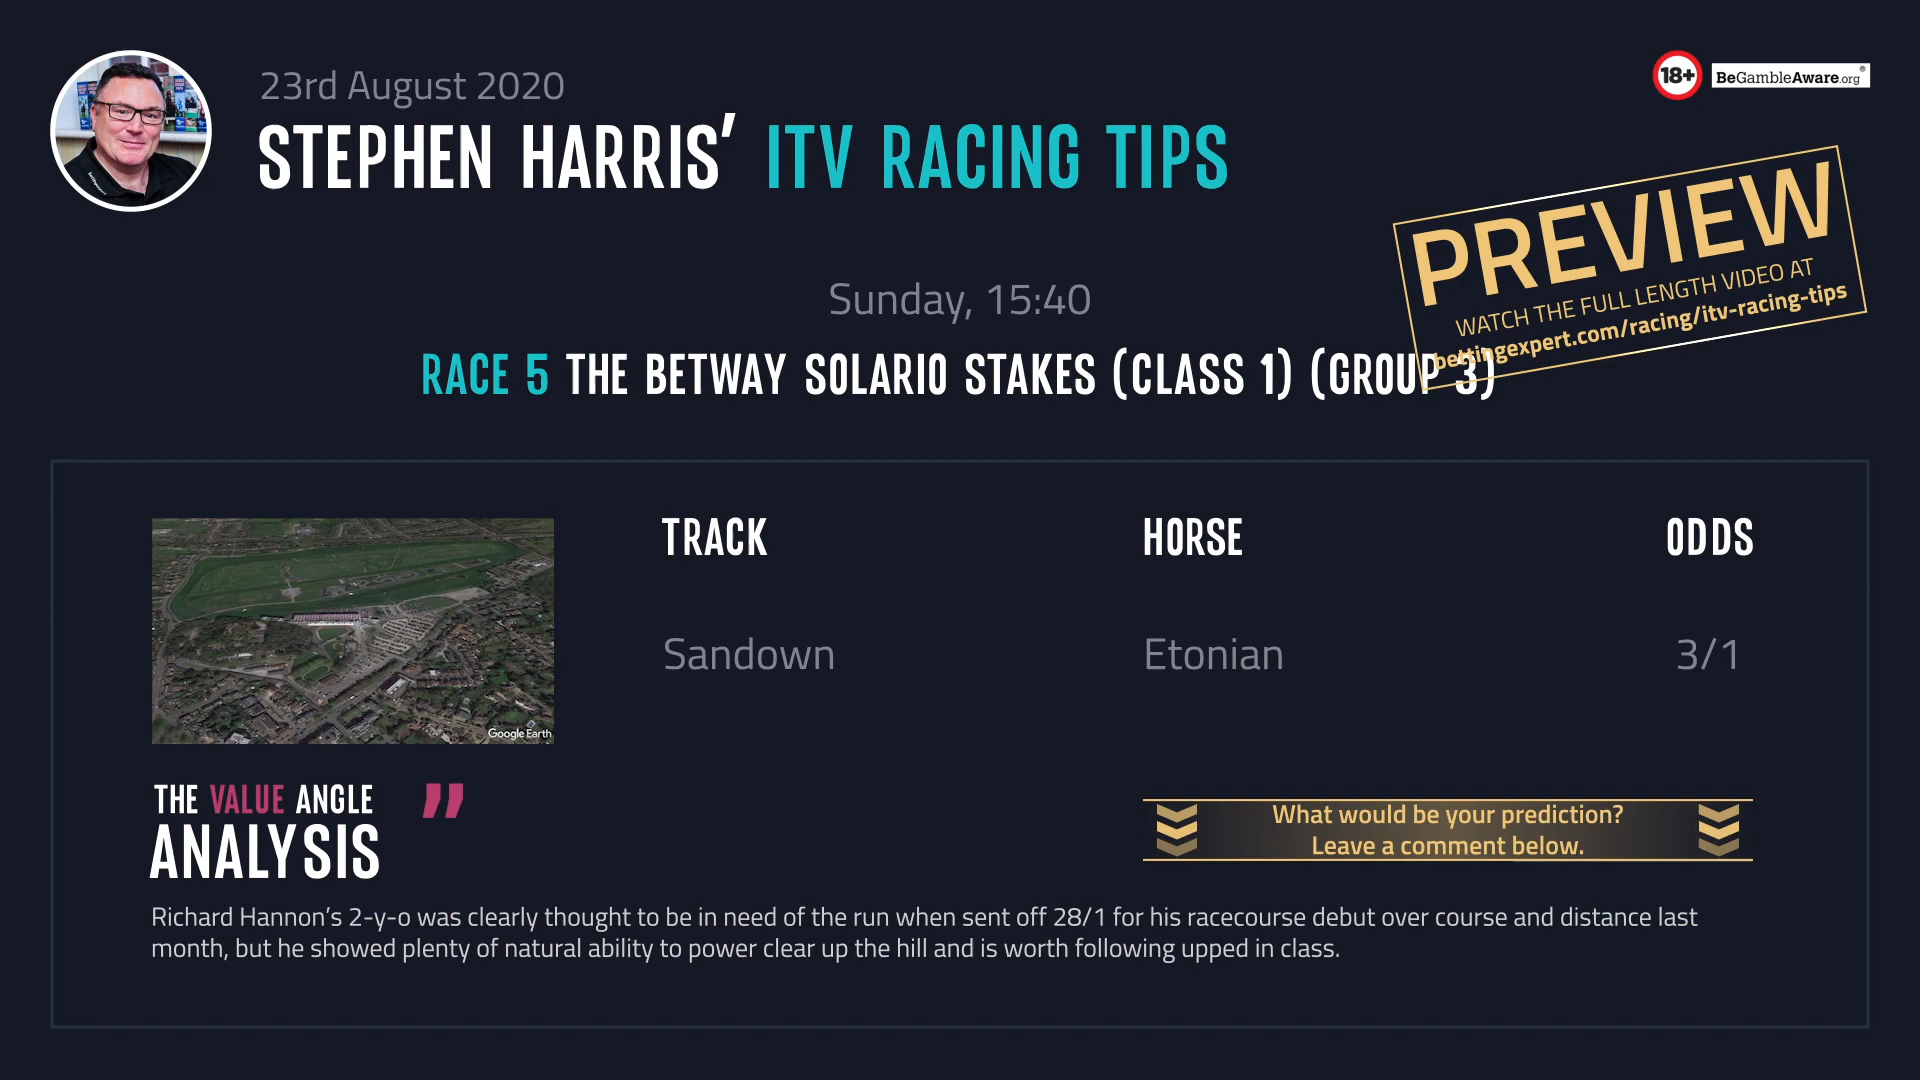 23rd August 2020
STEPHEN HARRIS’ ITV RACING TIPS
18+
BeGambleAware.org®
PREVIEW
WATCH THE FULL LENGTH VIDEO AT
bettingexpert.com/racing/itv-racing-tips
Sunday, 15:40
RACE 5 THE BETWAY SOLARIO STAKES (CLASS 1) (GROUP 3)
TRACK
HORSE
ODDS
Sandown
Etonian
3/1
Google Earth
THE VALUE ANGLE
ANALYSIS
”
What would be your prediction?
Leave a comment below.
Richard Hannon’s 2-y-o was clearly thought to be in need of the run when sent off 28/1 for his racecourse debut over course and distance last
month, but he showed plenty of natural ability to power clear up the hill and is worth following upped in class.